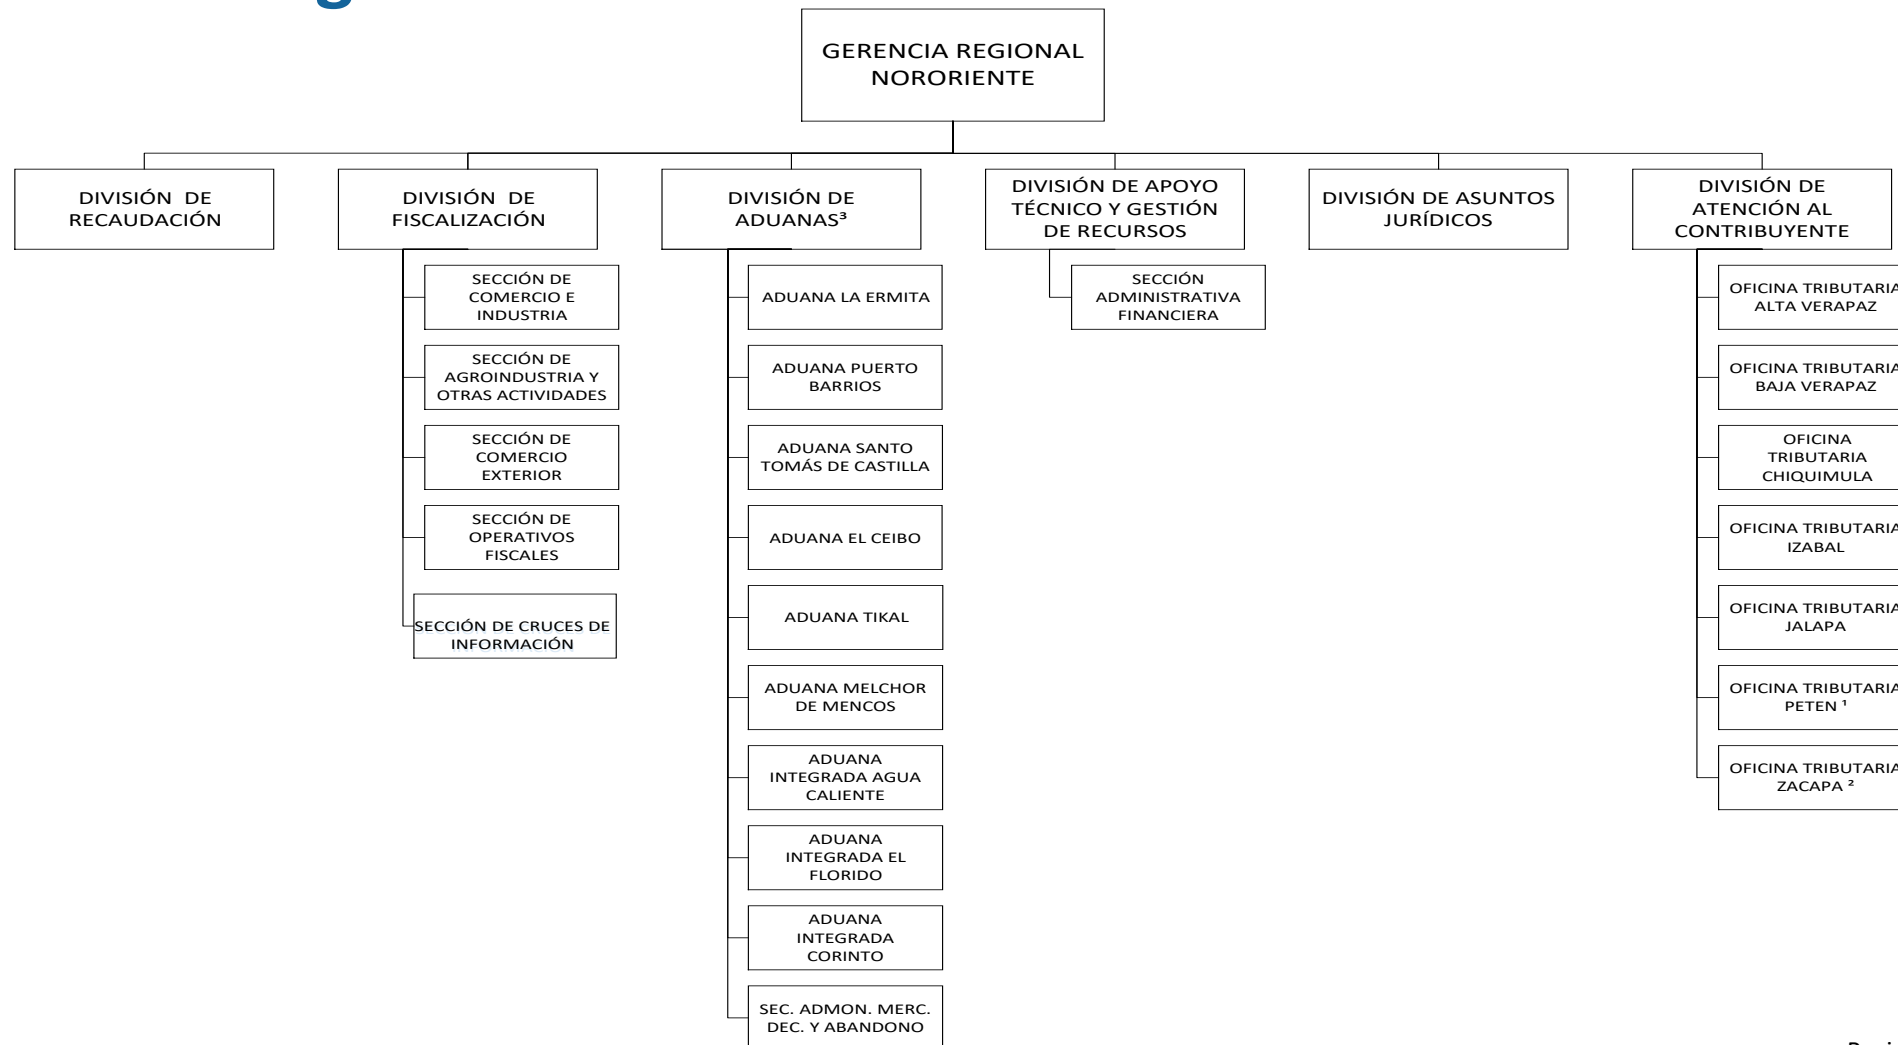 GERENCIA REGIONAL
NORORIENTE
DIVISIÓN DE
RECAUDACIÓN
DIVISIÓN DE
FISCALIZACIÓN
SECCIÓN DE
COMERCIO E
INDUSTRIA
SECCIÓN DE
AGROINDUSTRIA Y
OTRAS ACTIVIDADES
SECCIÓN DE
COMERCIO
EXTERIOR
SECCIÓN DE
OPERATIVOS
FISCALES
SECCIÓN DE CRUCES DE
INFORMACIÓN
DIVISIÓN DE
ADUANAS³
ADUANA LA ERMITA
ADUANA PUERTO
BARRIOS
ADUANA SANTO
TOMÁS DE CASTILLA
ADUANA EL CEIBO
ADUANA TIKAL
ADUANA MELCHOR
DE MENCOS
ADUANA
INTEGRADA AGUA
CALIENTE
ADUANA
INTEGRADA EL
FLORIDO
ADUANA
INTEGRADA
CORINTO
SEC. ADMON. MERC.
DEC. Y ABANDONO
DIVISIÓN DE APOYO
TÉCNICO Y GESTIÓN
DE RECURSOS
SECCIÓN
ADMINISTRATIVA
FINANCIERA
DIVISIÓN DE ASUNTOS
JURÍDICOS
DIVISIÓN DE
ATENCIÓN AL
CONTRIBUYENTE
OFICINA TRIBUTARIA
ALTA VERAPAZ
OFICINA TRIBUTARIA
BAJA VERAPAZ
OFICINA
TRIBUTARIA
CHIQUIMULA
OFICINA TRIBUTARIA
IZABAL
OFICINA TRIBUTARIA
JALAPA
OFICINA TRIBUTARIA
PETEN ¹
OFICINA TRIBUTARIA
ZACAPA ²